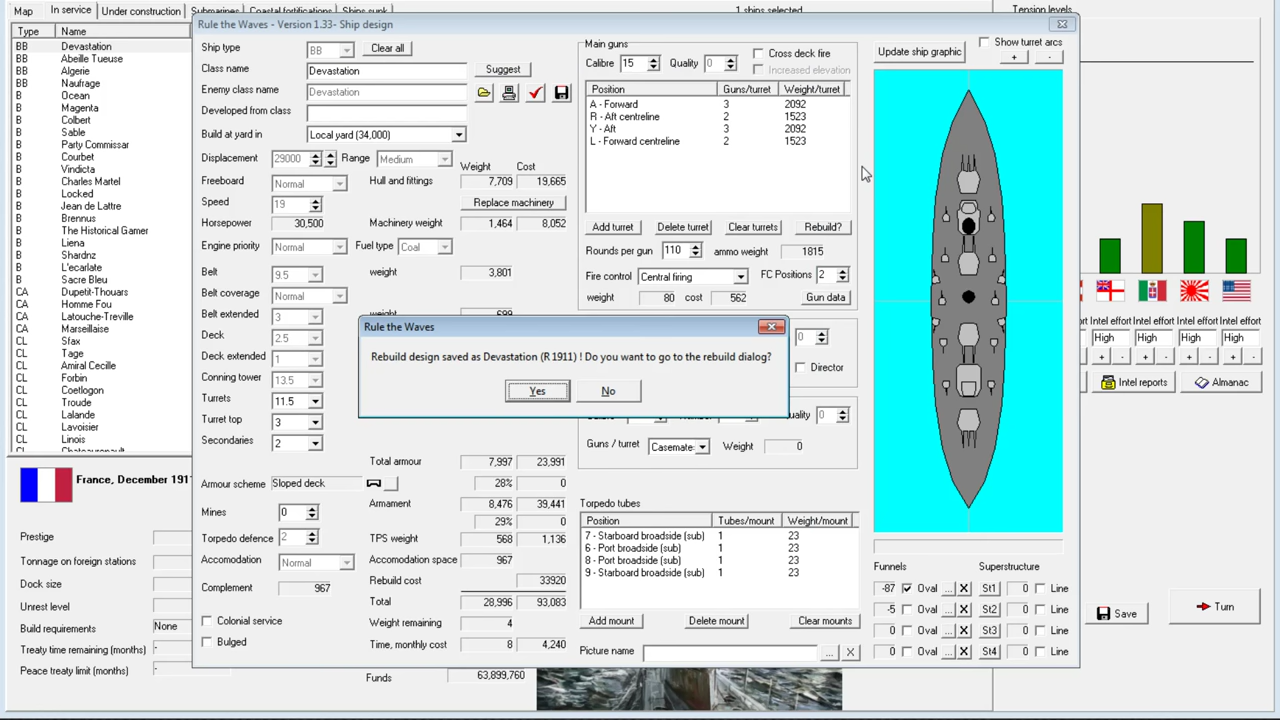 Map
In service
Under construction
Submarines
Coastal fortifications
Ships sunk
1 ships selected
Tension levels
Type Name
BB Devastation
BB Abeille Tueuse
BB Algerie
BB Naufrage
B Ocean
B Magenta
B Colbert
B Sable
B Party Commissar
B Courbet
B Vindicta
B Charles Martel
B Locked
B Jean de Lattre
B Brennus
B The Historical Gamer
B Liena
B Shardnz
B L'ecarlate
B Sacre Bleu
CA Dupetit-Thouars
CA Homme Fou
CA Latouche-Treville
CA Marseillaise
CL Sfax
CL Tage
CL Amiral Cecille
CL Forbin
CL Coetlogon
CL Troude
CL Lalande
CL Lavoisier
CL Linois
CL Chateaurenault
France, December 191
Prestige
Tonnage on foreign stations
Dock size
Unrest level
Build requirements None
Treaty time remaining (months) -
Peace treaty limit (months) -
Rule the Waves - Version 1.33- Ship design
Ship type BB Clear all
Class name Devastation Suggest
Enemy class name Devastation
Developed from class
Build at yard in Local yard (34,000)
Displacement 29000 Range Medium
Weight Cost
Freeboard Normal Hull and fittings 7,709 19,665
Speed 19 Replace machinery
Horsepower 30,500 Machinery weight 1,464 8,052
Engine priority Normal Fuel type Coal
Belt 9.5 weight 3,801
Belt coverage Normal
Belt extended 3 weight 699
Deck 2.5
Deck extended 1
Conning tower 13.5
Turrets 11.5
Turret top 3
Secondaries 2
Total armour 7,997 23,991
Armour scheme Sloped deck 28% 0
Armament 8,476 39,441
Mines 0 29% 0
Torpedo defence 2 TPS weight 568 1,136
Accomodation Normal Accomodation space 967
Complement 967 Rebuild cost 33920
Total 28,996 93,083
Colonial service Weight remaining 4
Bulged Time, monthly cost 8 4,240
Funds 63,899,760
Main guns
Calibre 15 Quality 0 Cross deck fire
Increased elevation
Position Guns/turret Weight/turret
A - Forward 3 2092
R - Aft centreline 2 1523
Y - Aft 3 2092
L - Forward centreline 2 1523
Add turret Delete turret Clear turrets Rebuild?
Rounds per gun 110 ammo weight 1815
Fire control Central firing FC Positions 2
weight 80 cost 562 Gun data
0
Director
Rule the Waves
Rebuild design saved as Devastation (R 1911) ! Do you want to go to the rebuild dialog?
Yes No
Quality 0
Guns / turret Casemate: Weight 0
Torpedo tubes
Position Tubes/mount Weight/mount
7 - Starboard broadside (sub) 1 23
6 - Port broadside (sub) 1 23
8 - Port broadside (sub) 1 23
9 - Starboard broadside (sub) 1 23
Add mount Delete mount Clear mounts
Picture name ... X
Update ship graphic Show turret arcs
+ -
Funnels Superstructure
-87 Oval ... X St1 0 Line
-5 Oval ... X St2 0 Line
0 Oval ... X St3 0 Line
0 Oval ... X St4 0 Line
Intel effort Intel effort Intel effort Intel effort
High High High High
+ - + - + - + -
Intel reports Almanac
Save Turn